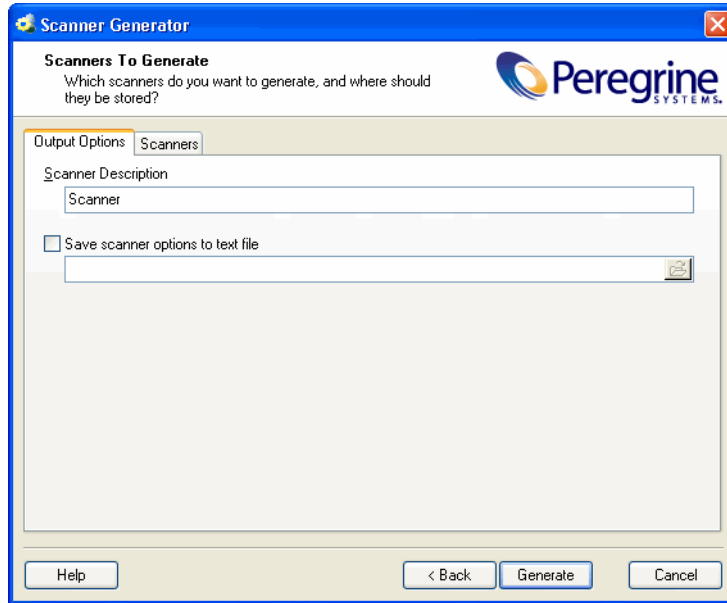 Scanner Generator
Scanners To Generate
Which scanners do you want to generate, and where should
they be stored?
Peregrine
SYSTEMS.
Output Options
Scanners
Scanner Description
Scanner
Save scanner options to text file
Help
< Back
Generate
Cancel